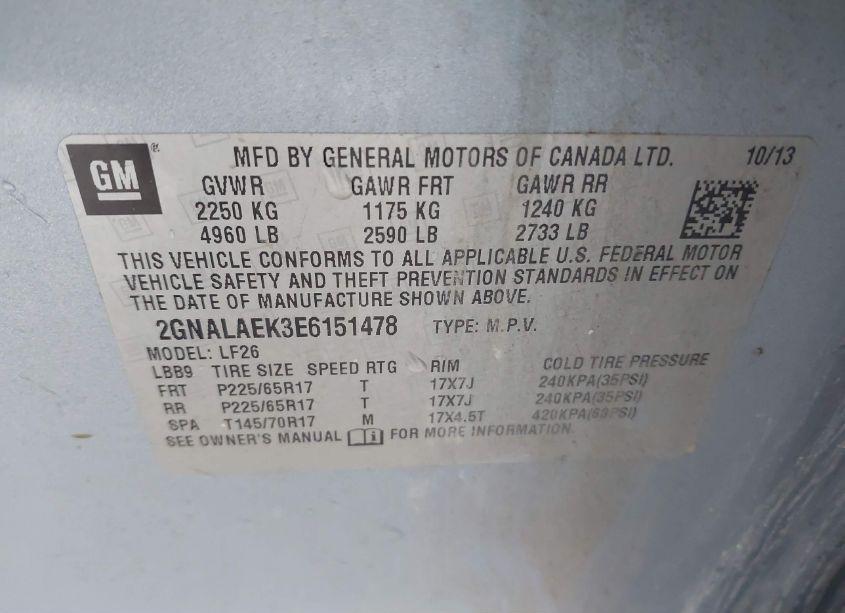 GM® MFD BY GENERAL MOTORS OF CANADA LTD. 10/13
GVWR GAWR FRT GAWR RR
2250 KG 1175 KG 1240 KG
4960 LB 2590 LB 2733 LB
THIS VEHICLE CONFORMS TO ALL APPLICABLE U.S. FEDERAL MOTOR
VEHICLE SAFETY AND THEFT PREVENTION STANDARDS IN EFFECT ON
THE DATE OF MANUFACTURE SHOWN ABOVE.
2GNALAEK3E6151478 TYPE: M.P.V.
MODEL: LF26
LBB9 TIRE SIZE SPEED RTG RIM COLD TIRE PRESSURE
FRT P225/65R17 T 17X7J 240KPA(35PSI)
RR P225/65R17 T 17X7J 240KPA(35PSI)
SPA T145/70R17 M 17X4.5T 420KPA(60PSI)
SEE OWNER'S MANUAL FOR MORE INFORMATION.